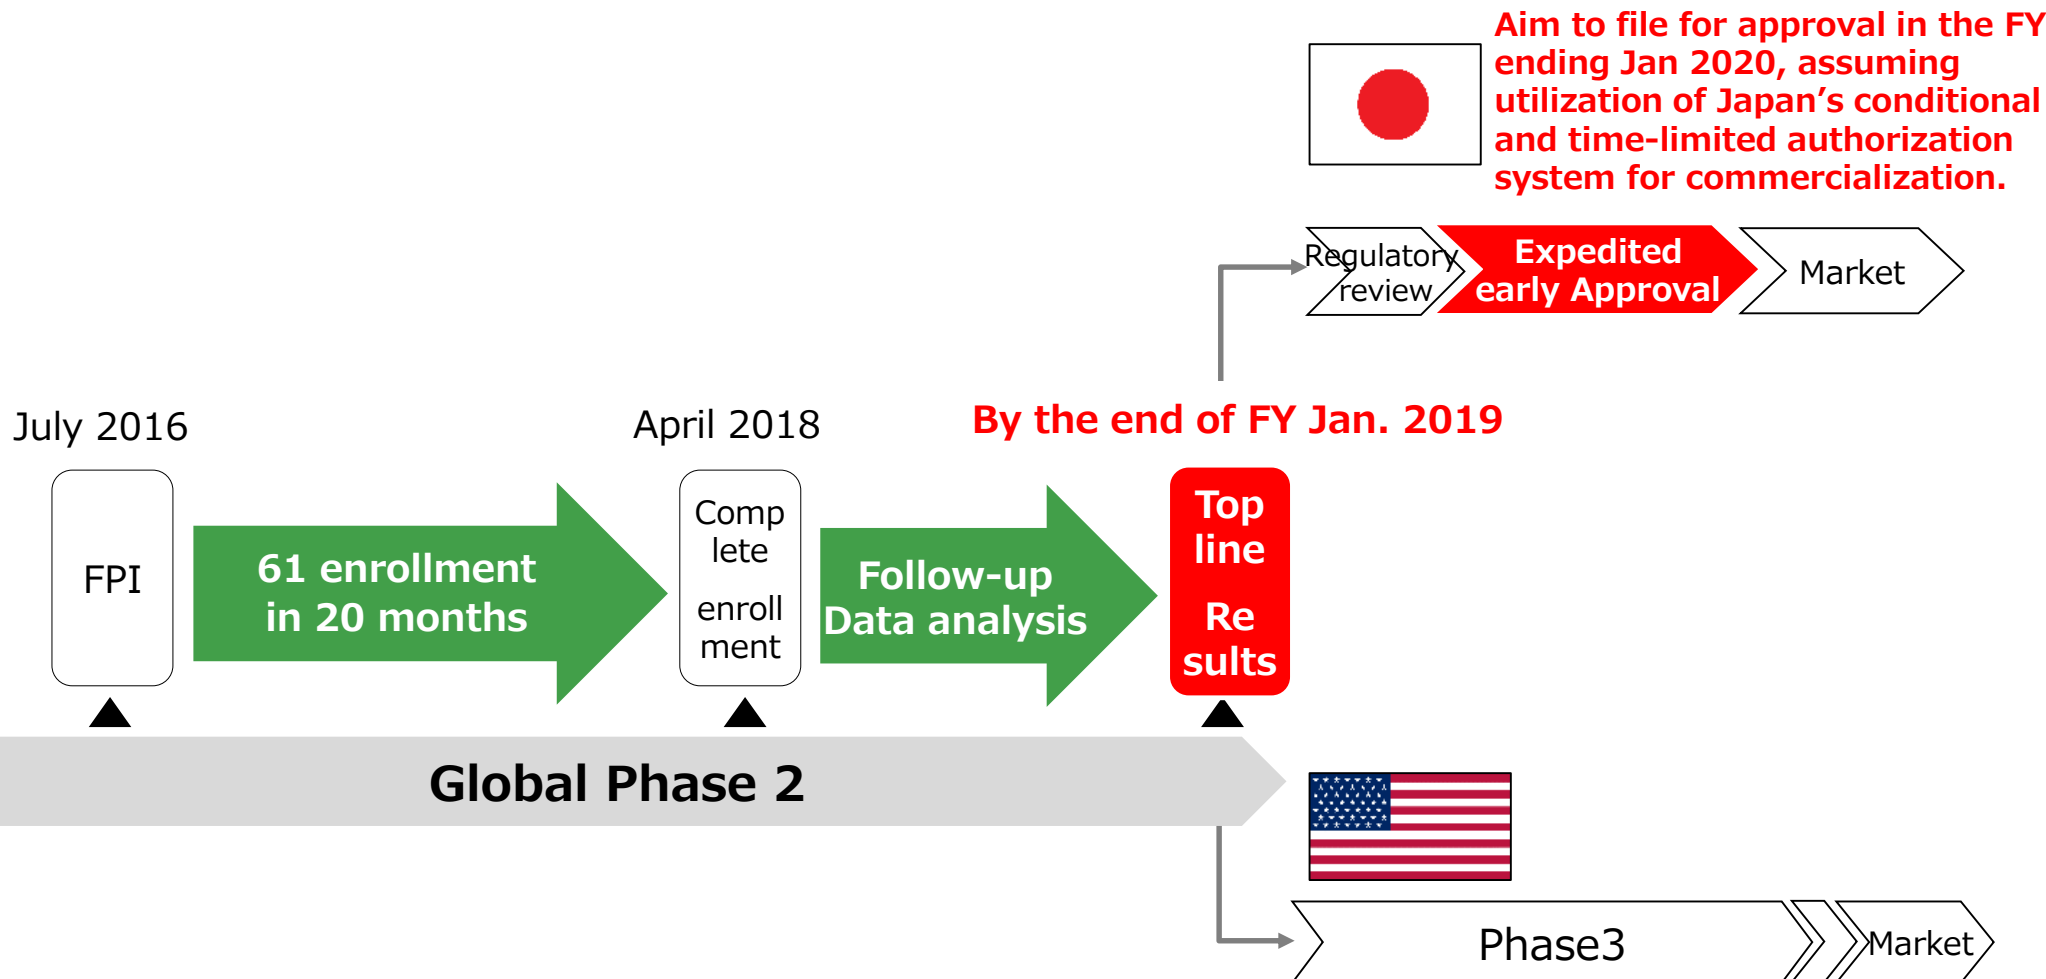 Aim to file for approval in the FY
ending Jan 2020, assuming
utilization of Japan’s conditional
and time-limited authorization
system for commercialization.
Regulatory
review
Expedited
early Approval
Market
July 2016
April 2018
By the end of FY Jan. 2019
FPI
61 enrollment
in 20 months
Comp
lete
enroll
ment
Follow-up
Data analysis
Top
line
Re
sults
Global Phase 2
Phase3
Market